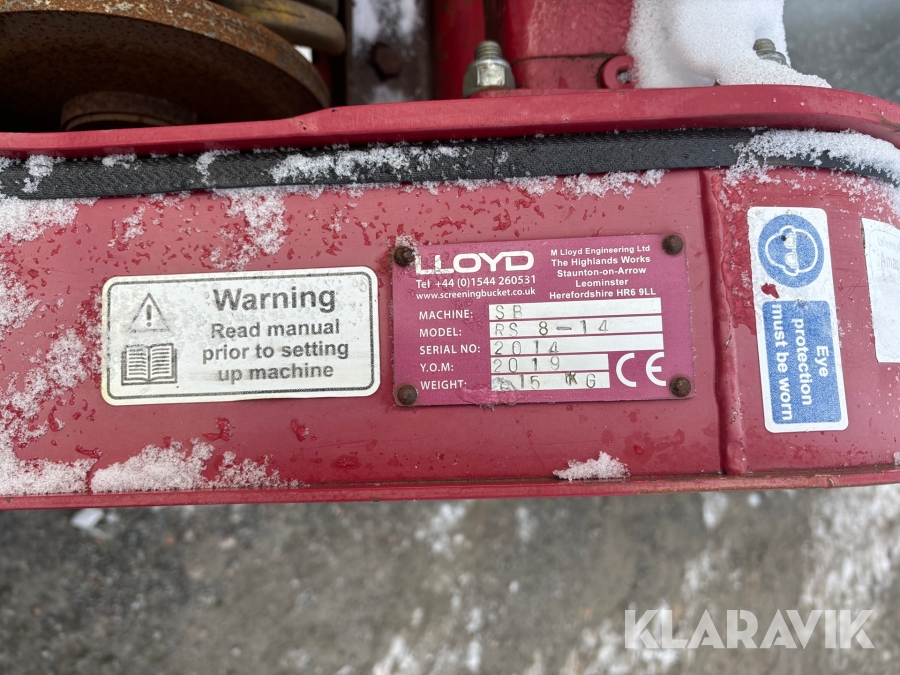 Warning
Read manual
prior to setting
up machine
LLOYD
Tel +44 (0)1544 260531
www.screeningbucket.co.uk
M Lloyd Engineering Ltd
The Highlands Works
Staunton-on-Arrow
Leominster
Herefordshire HR6 9LL
MACHINE: SB
MODEL: RS 8-14
SERIAL NO: 2014
Y.O.M: 2019
WEIGHT: KG
CE
Eye
protection
must be worn
KLARAVIK